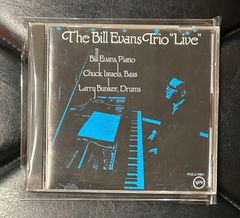 The Bill Evans Trio "Live"
Bill Evans, Piano
Chuck Israels, Bass
Larry Bunker, Drums